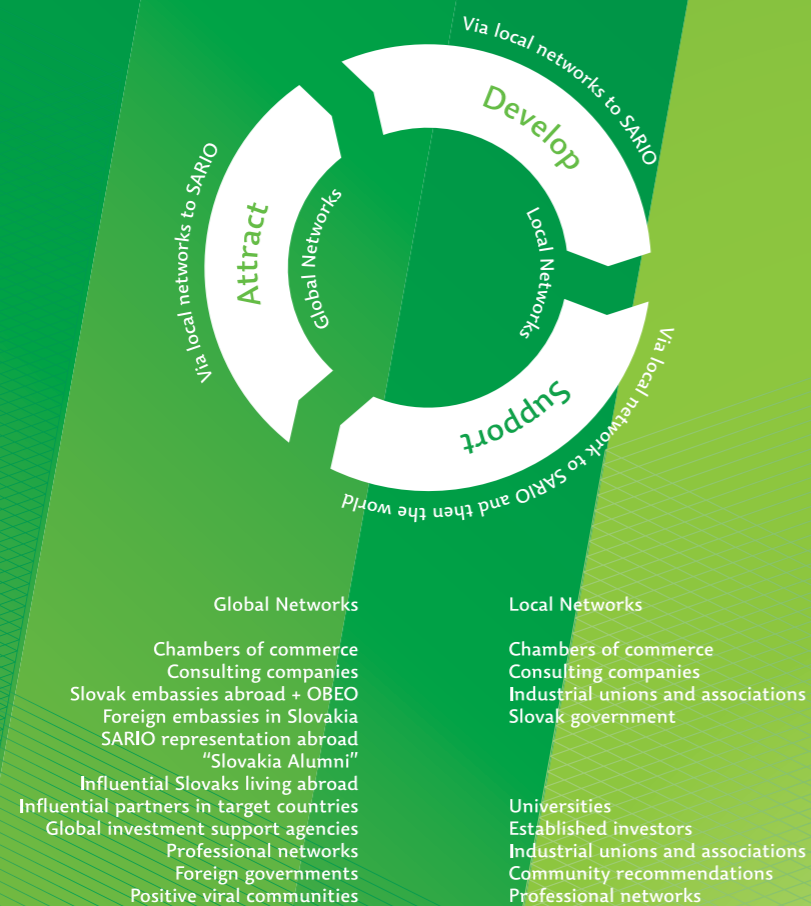 Via local networks to SARIO
Develop
Via local networks to SARIO
Attract
Global Networks
Local Networks
Support
Via local network to SARIO and then the world
Global Networks
Chambers of commerce
Consulting companies
Slovak embassies abroad + OBEO
Foreign embassies in Slovakia
SARIO representation abroad
“Slovakia Alumni”
Influential Slovaks living abroad
Influential partners in target countries
Global investment support agencies
Professional networks
Foreign governments
Positive viral communities
Local Networks
Chambers of commerce
Consulting companies
Industrial unions and associations
Slovak government
Universities
Established investors
Industrial unions and associations
Community recommendations
Professional networks